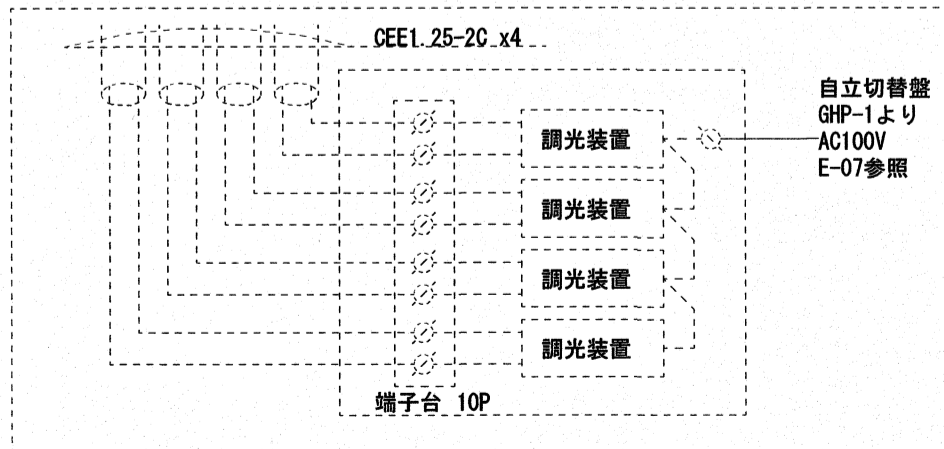 CEE1.25-2C x4
自立切替盤
GHP-1より
AC100V
E-07参照
調光装置
調光装置
調光装置
調光装置
端子台 10P